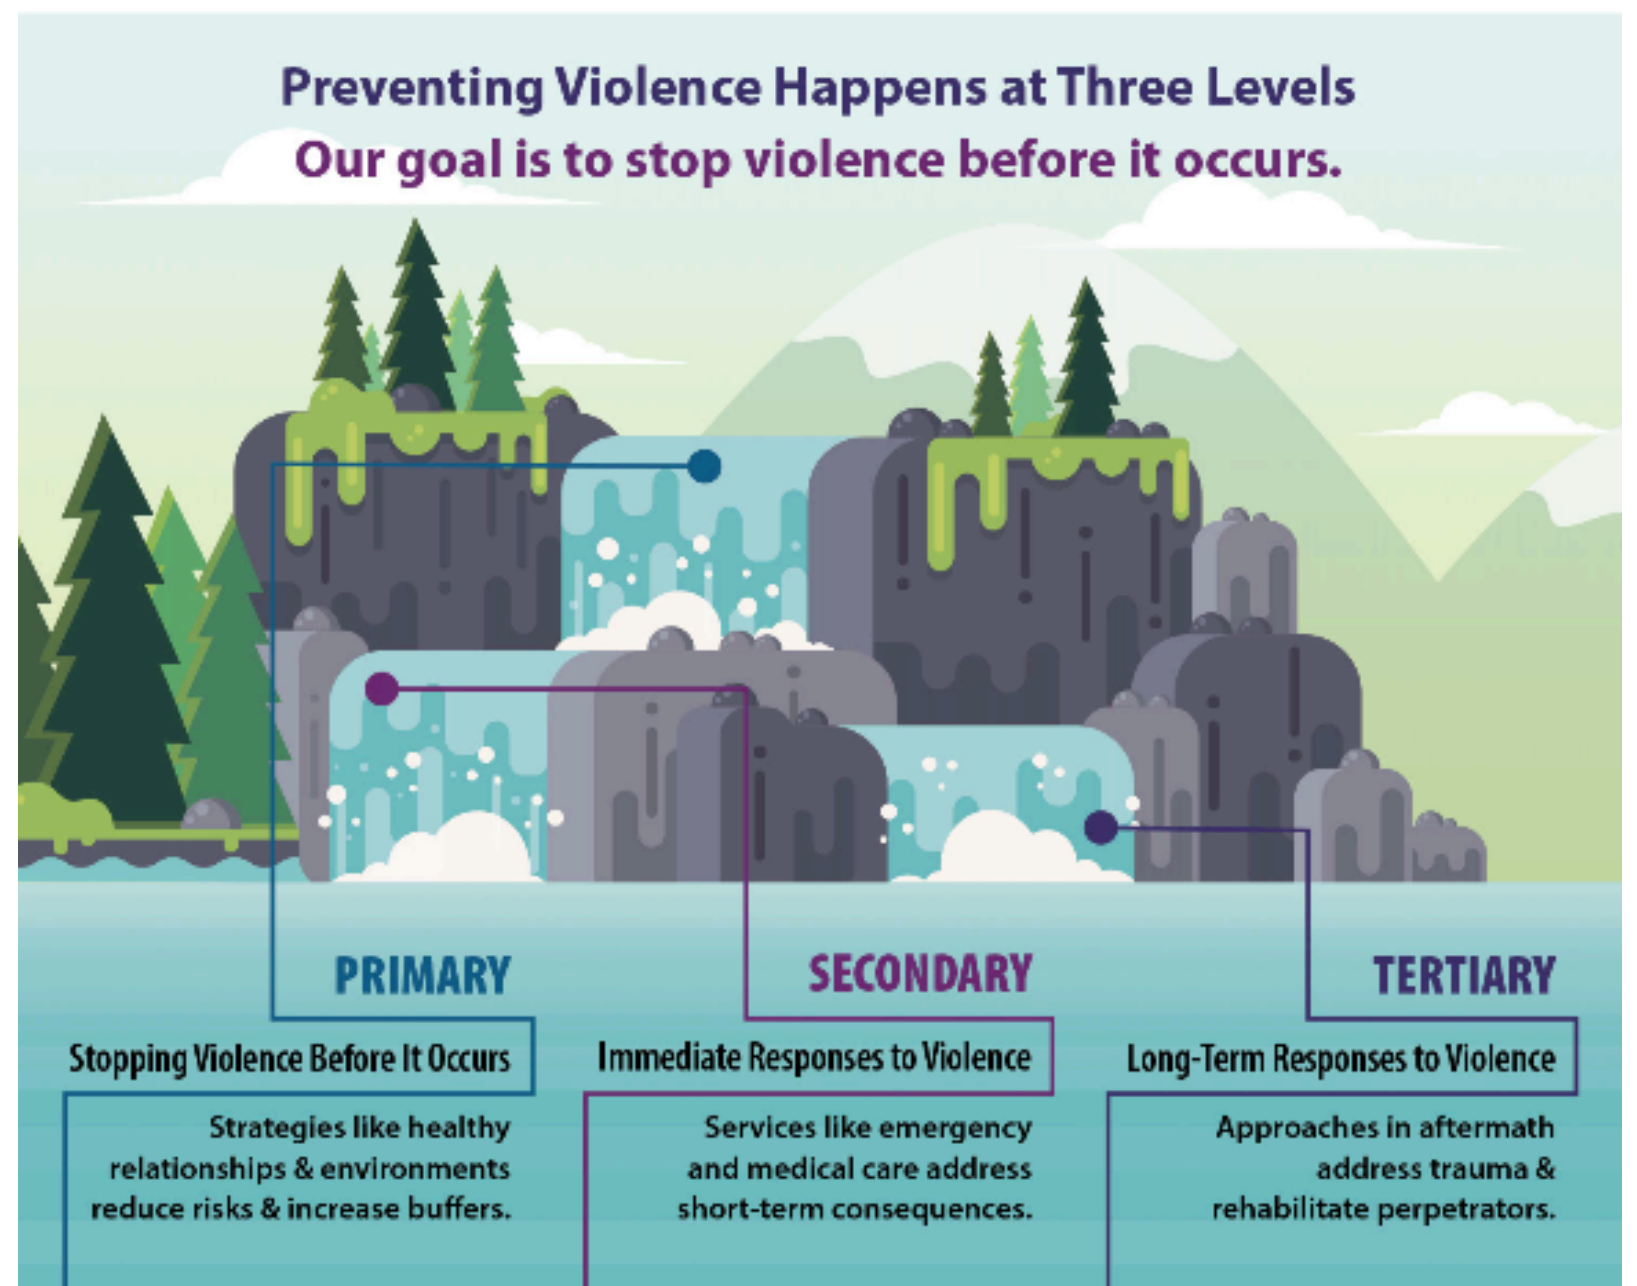 Preventing Violence Happens at Three Levels
Our goal is to stop violence before it occurs.
PRIMARY
Stopping Violence Before It Occurs
Strategies like healthy
relationships & environments
reduce risks & increase buffers.
SECONDARY
Immediate Responses to Violence
Services like emergency
and medical care address
short-term consequences.
TERTIARY
Long-Term Responses to Violence
Approaches in aftermath
address trauma &
rehabilitate perpetrators.